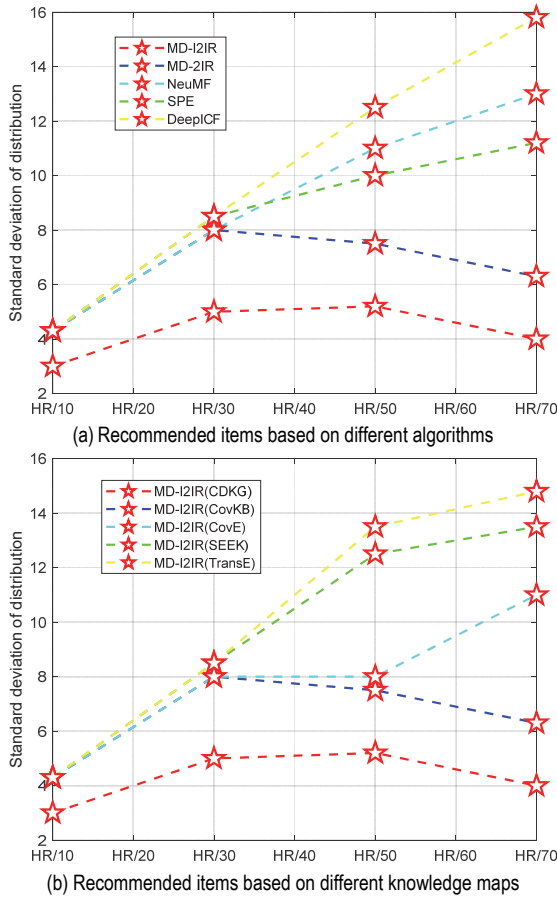 16
14
12
10
8
6
4
2
Standard deviation of distribution
MD-I2IR
MD-2IR
NeuMF
SPE
DeepICF
HR/10 HR/20 HR/30 HR/40 HR/50 HR/60 HR/70
(a) Recommended items based on different algorithms
16
14
12
10
8
6
4
2
Standard deviation of distribution
MD-I2IR(CDKG)
MD-I2IR(CovKB)
MD-I2IR(CovE)
MD-I2IR(SEEK)
MD-I2IR(TransE)
HR/10 HR/20 HR/30 HR/40 HR/50 HR/60 HR/70
(b) Recommended items based on different knowledge maps